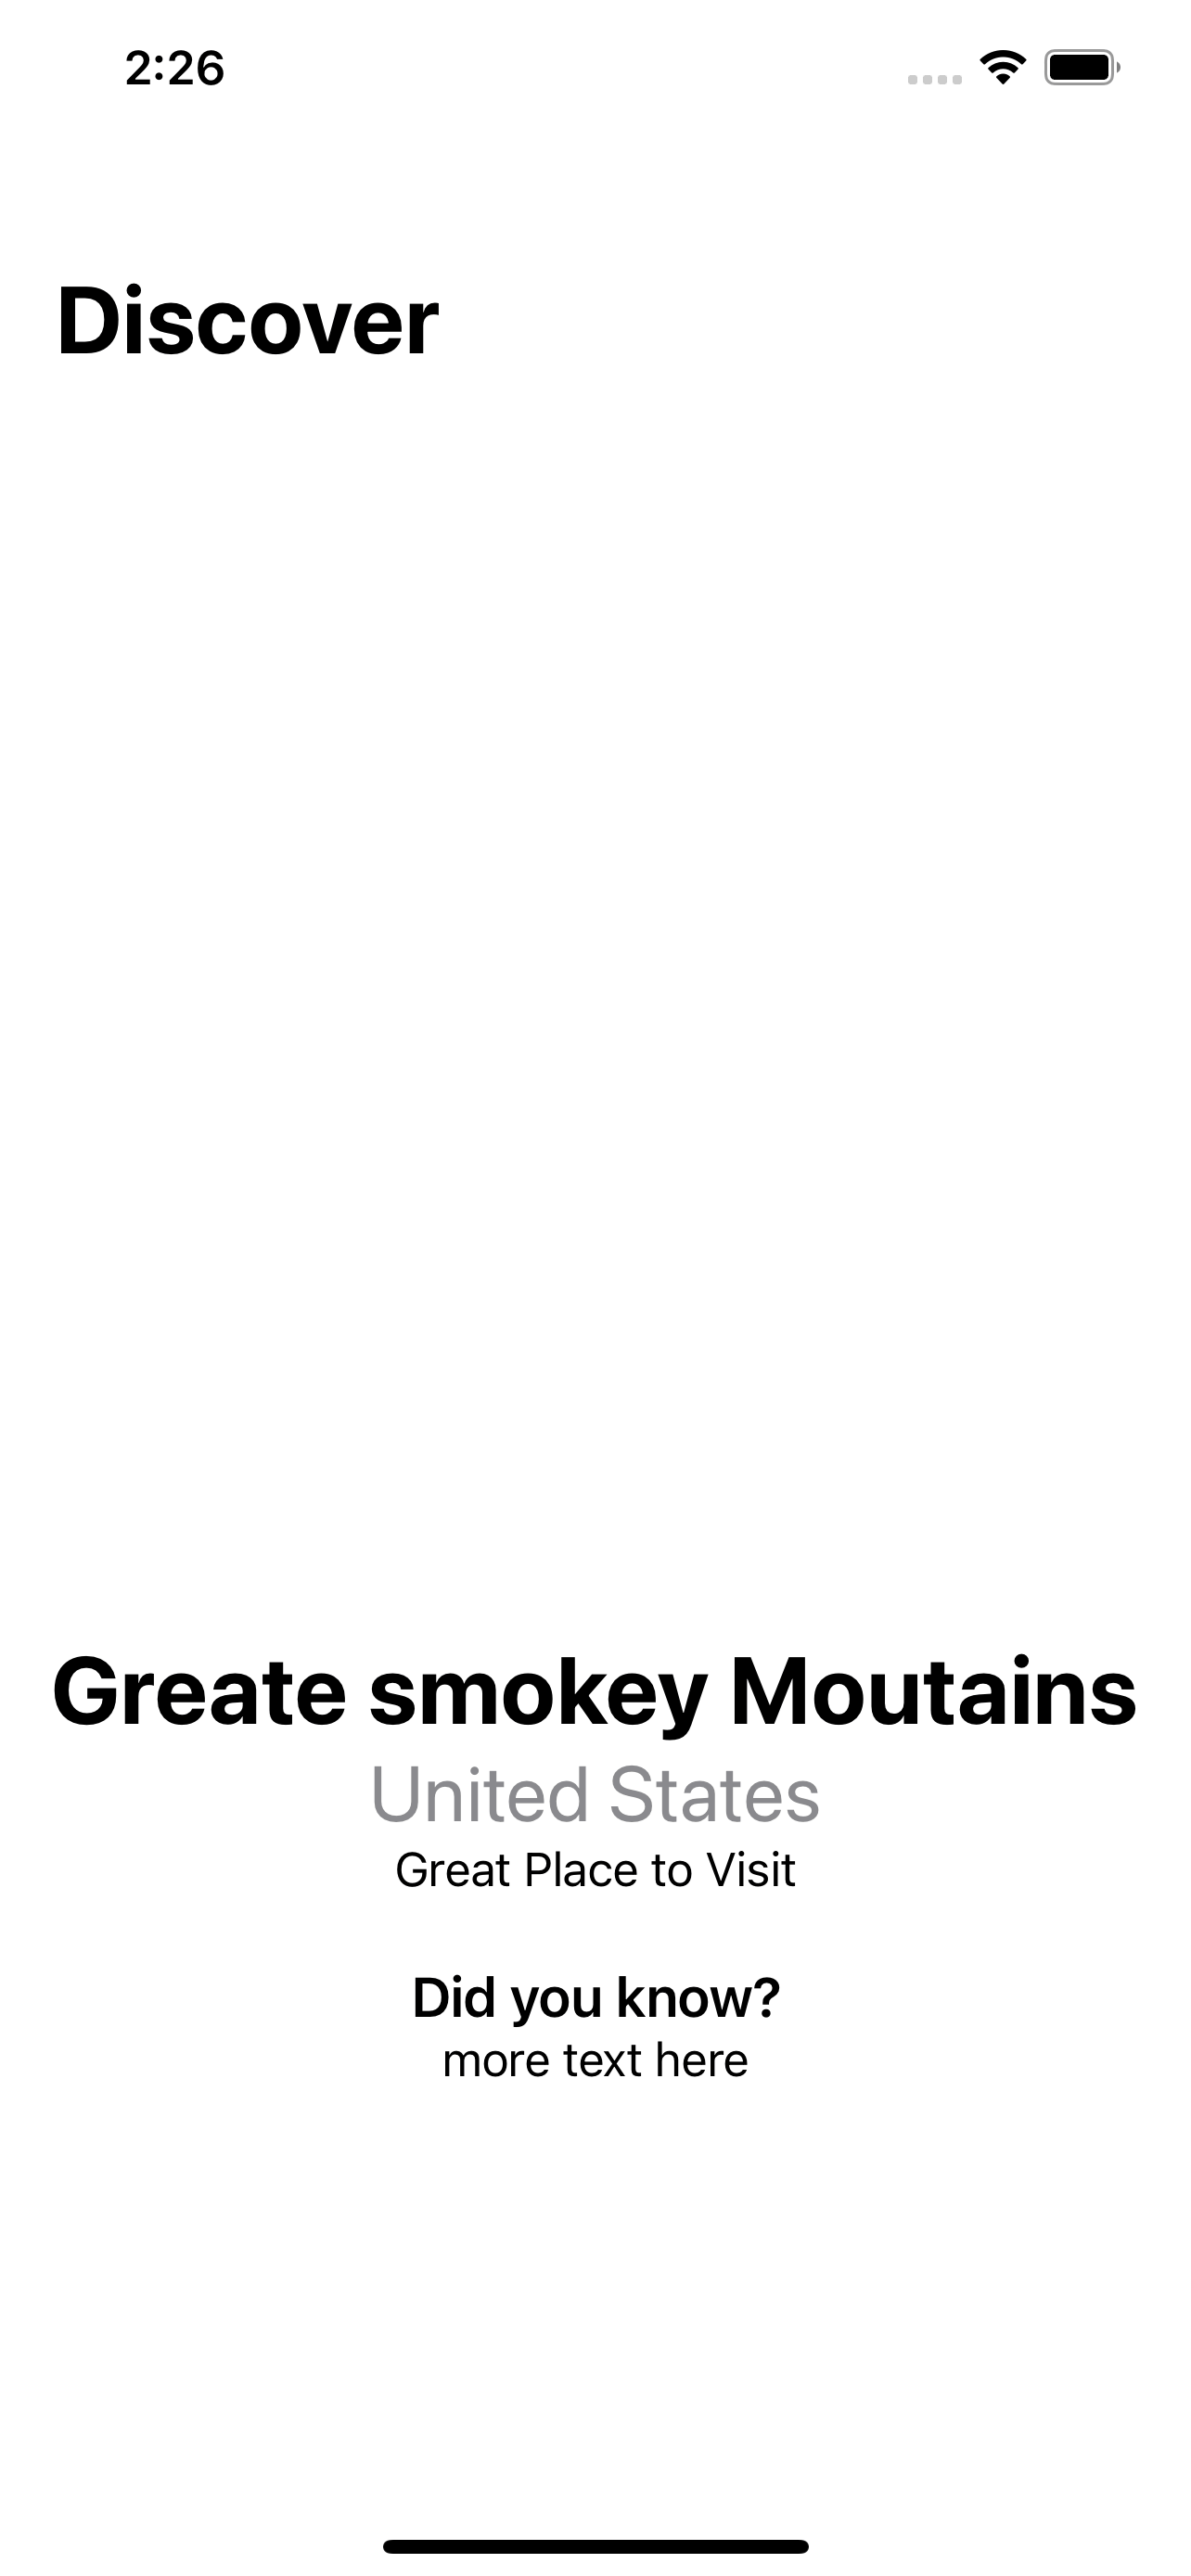 2:26
Discover
Greate smokey Moutains
United States
Great Place to Visit
Did you know?
more text here